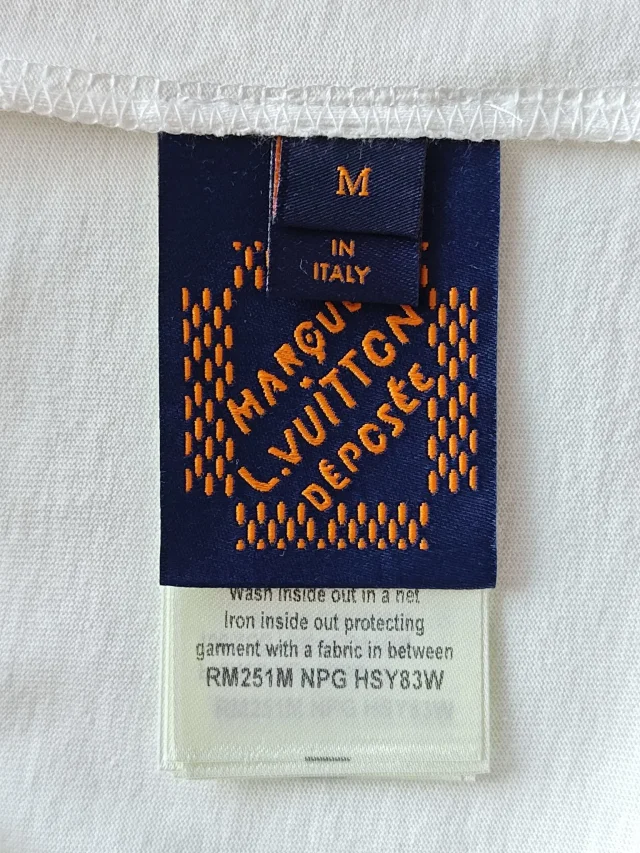 M
IN
ITALY
MARQUE
L.VUITTON
DÉPOSÉE
Wash inside out in a net
Iron inside out protecting
garment with a fabric in between
RM251M NPG HSY83W